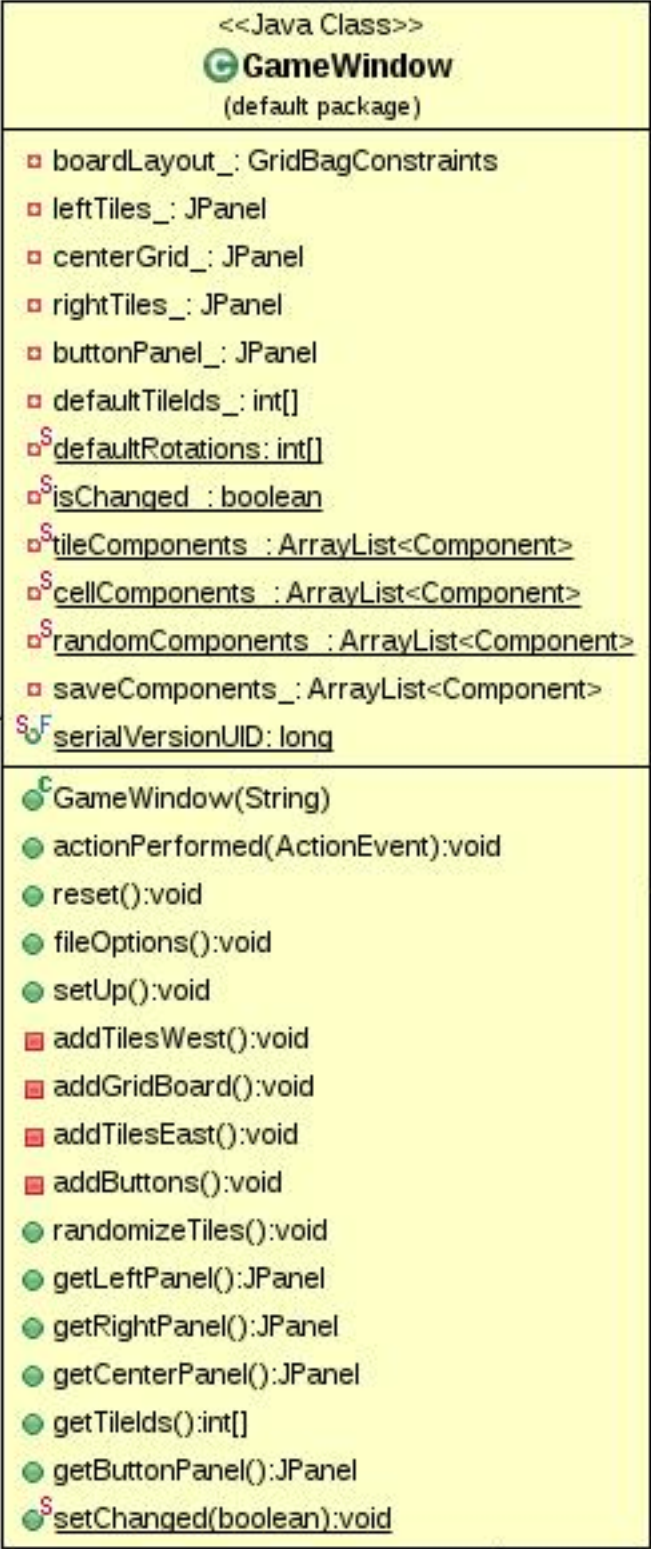 <<Java Class>>
C GameWindow
(default package)
boardLayout_: GridBagConstraints
leftTiles_: JPanel
centerGrid_: JPanel
rightTiles_: JPanel
buttonPanel_: JPanel
defaultTileIds_: int[]
S defaultRotations: int[]
S isChanged_: boolean
S tileComponents_: ArrayList<Component>
S cellComponents_: ArrayList<Component>
S randomComponents_: ArrayList<Component>
saveComponents_: ArrayList<Component>
S F serialVersionUID: long
C GameWindow(String)
actionPerformed(ActionEvent):void
reset():void
fileOptions():void
setUp():void
addTilesWest():void
addGridBoard():void
addTilesEast():void
addButtons():void
randomizeTiles():void
getLeftPanel():JPanel
getRightPanel():JPanel
getCenterPanel():JPanel
getTileIds():int[]
getButtonPanel():JPanel
S setChanged(boolean):void